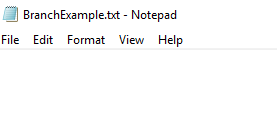 BranchExample.txt - Notepad
File Edit Format View Help